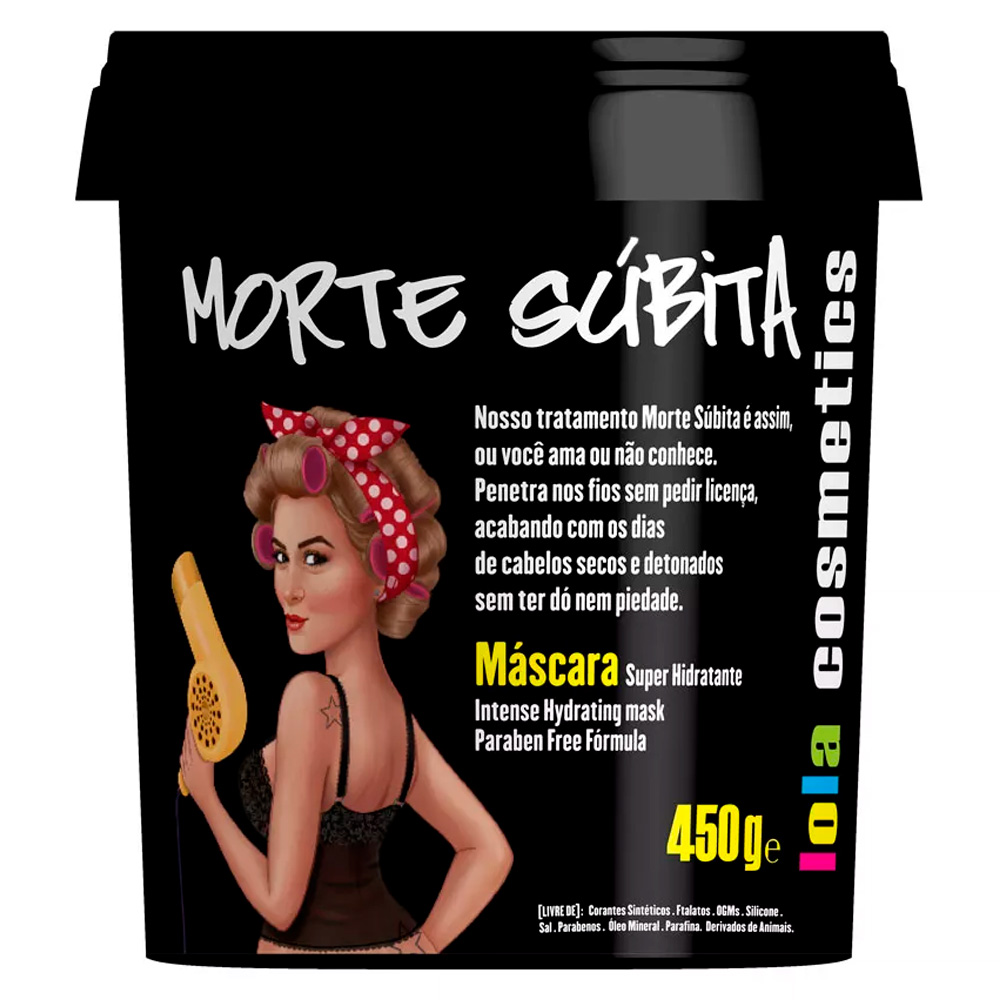 MORTE SÚBITA
Nosso tratamento Morte Súbita é assim,
ou você ama ou não conhece.
Penetra nos fios sem pedir licença,
acabando com os dias
de cabelos secos e detonados
sem ter dó nem piedade.
Máscara Super Hidratante
Intense Hydrating mask
Paraben Free Fórmula
450g e
[LIVRE DE]: Corantes Sintéticos . Ftalatos . OGMs . Silicone .
Sal . Parabenos . Óleo Mineral . Parafina. Derivados de Animais.
lola cosmetics